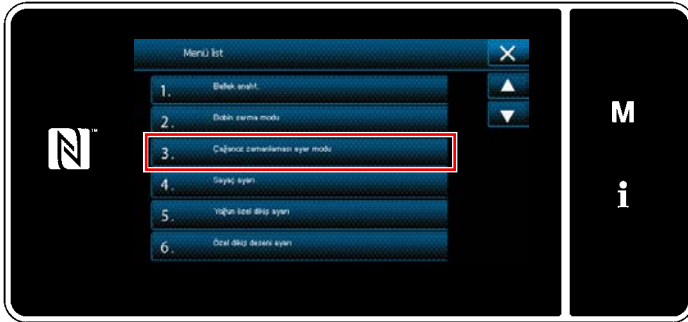 Menü list
1. Bellek anaht.
2. Bobin sarma modu
3. Çağanoz zamanlaması ayar modu
4. Sayaç ayarı
5. Yoğun özel dikiş ayarı
6. Özel dikiş deseni ayarı
M
i